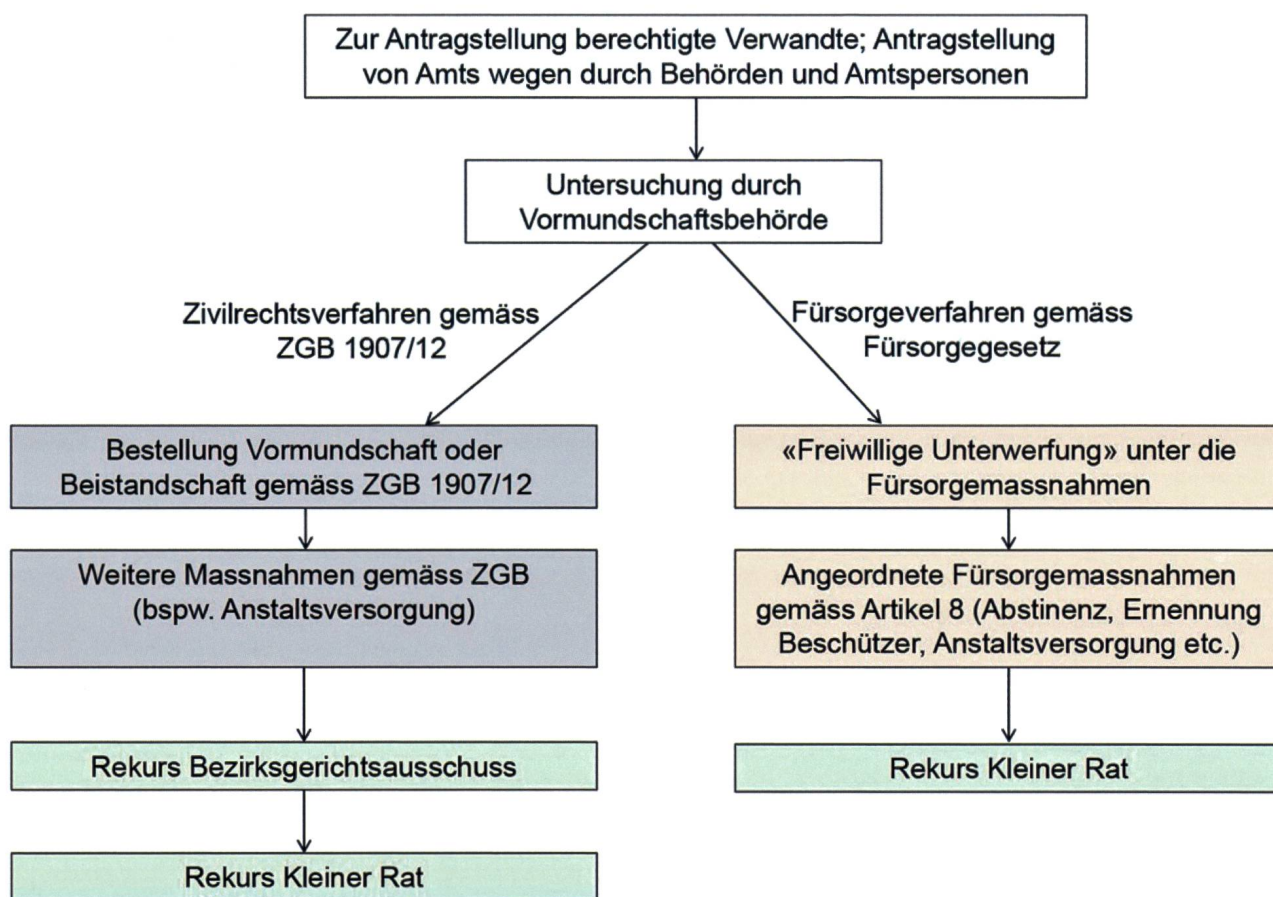 Zur Antragstellung berechtigte Verwandte; Antragstellung
von Amts wegen durch Behörden und Amtspersonen
Untersuchung durch
Vormundschaftsbehörde
Zivilrechtsverfahren gemäss
ZGB 1907/12
Fürsorgeverfahren gemäss
Fürsorgegesetz
Bestellung Vormundschaft oder
Beistandschaft gemäss ZGB 1907/12
«Freiwillige Unterwerfung» unter die
Fürsorgemassnahmen
Weitere Massnahmen gemäss ZGB
(bspw. Anstaltsversorgung)
Angeordnete Fürsorgemassnahmen
gemäss Artikel 8 (Abstinenz, Ernennung
Beschützer, Anstaltsversorgung etc.)
Rekurs Bezirksgerichtsausschuss
Rekurs Kleiner Rat
Rekurs Kleiner Rat